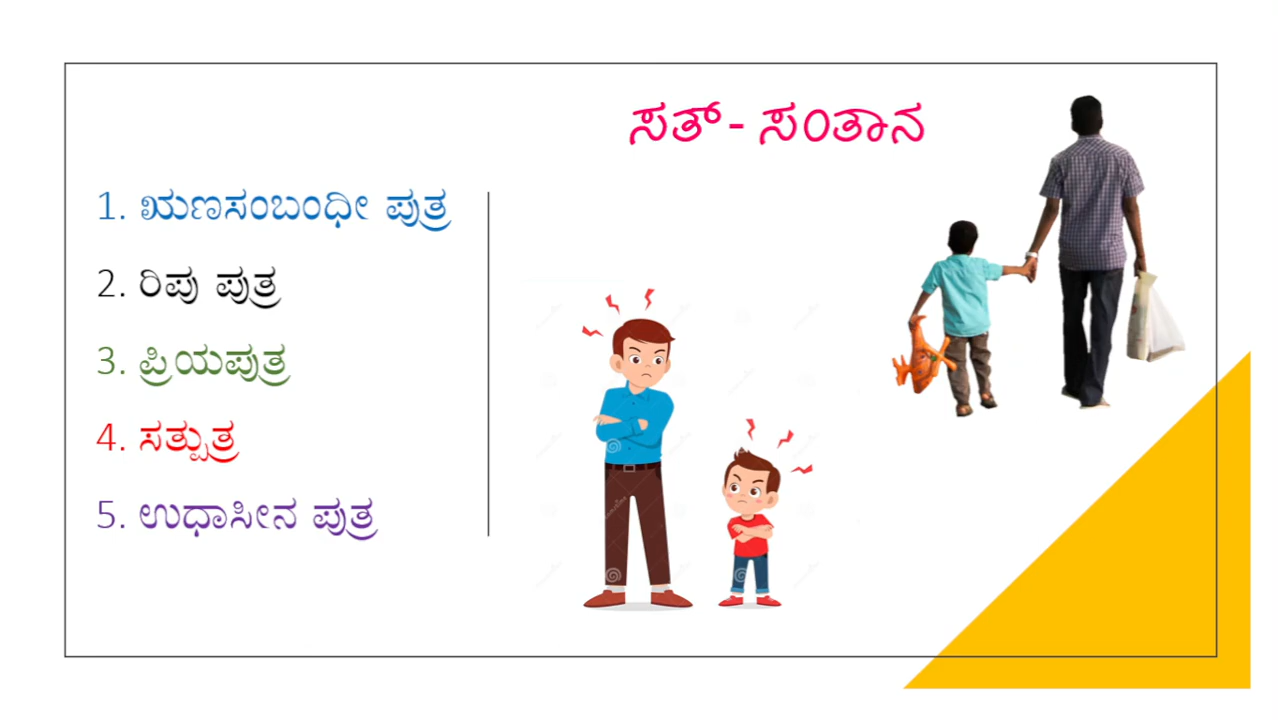 ಸತ್ - ಸಂತಾನ
1. ಋಣಸಂಬಂಧೀ ಪುತ್ರ
2. ರಿಪು ಪುತ್ರ
3. ಪ್ರಿಯಪುತ್ರ
4. ಸತ್ಪುತ್ರ
5. ಉಧಾಸೀನ ಪುತ್ರ